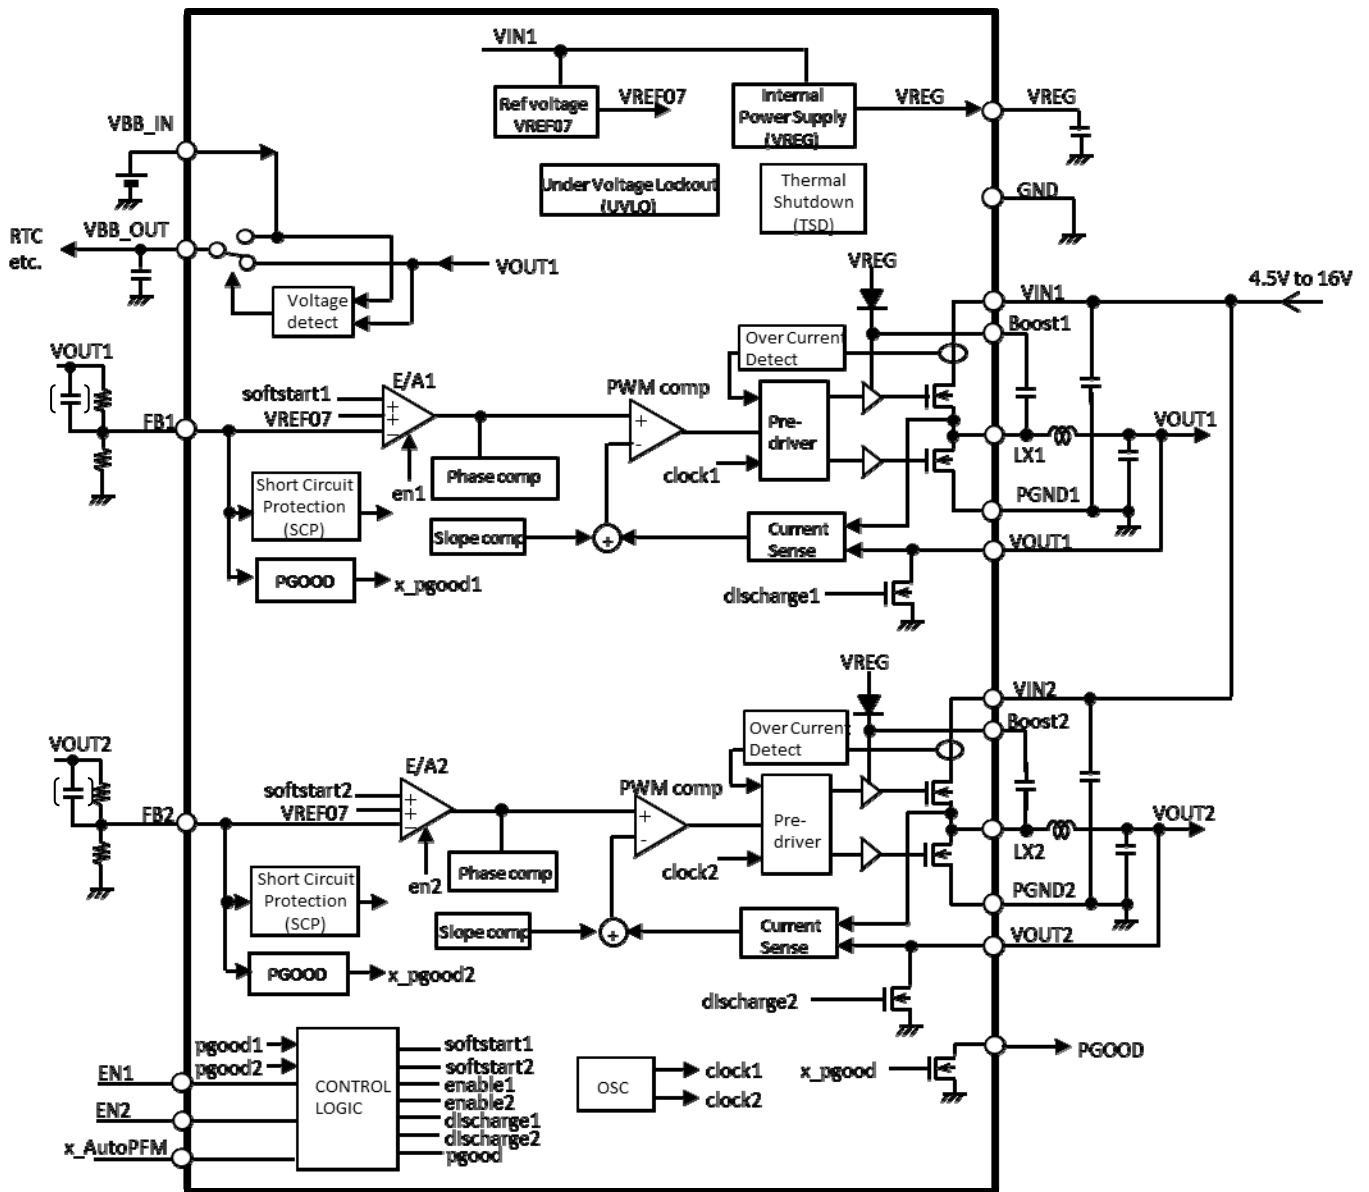 VIN1
Ref voltage
VREF07
VREF07
Internal
Power Supply
(VREG)
VREG
VREG
VBB_IN
Under Voltage Lockout
(UVLO)
Thermal
Shutdown
(TSD)
GND
RTC
etc.
VBB_OUT
VOUT1
Voltage
detect
VREG
VIN1
4.5V to 16V
Boost1
Over Current
Detect
VOUT1
E/A1
PWM comp
softstart1
+
VREF07
+
-
FB1
+
-
Pre-
driver
VOUT1
LX1
Phase comp
clock1
en1
Short Circuit
Protection
(SCP)
PGND1
Slope comp
+
Current
Sense
VOUT1
PGOOD
x_pgood1
discharge1
VREG
VIN2
Boost2
Over Current
Detect
VOUT2
E/A2
PWM comp
softstart2
+
VREF07
+
-
FB2
+
-
Pre-
driver
VOUT2
LX2
Phase comp
clock2
en2
Short Circuit
Protection
(SCP)
PGND2
Slope comp
+
Current
Sense
VOUT2
PGOOD
x_pgood2
discharge2
pgood1
pgood2
EN1
EN2
x_AutoPFM
CONTROL
LOGIC
softstart1
softstart2
enable1
enable2
discharge1
discharge2
pgood
OSC
clock1
clock2
x_pgood
PGOOD